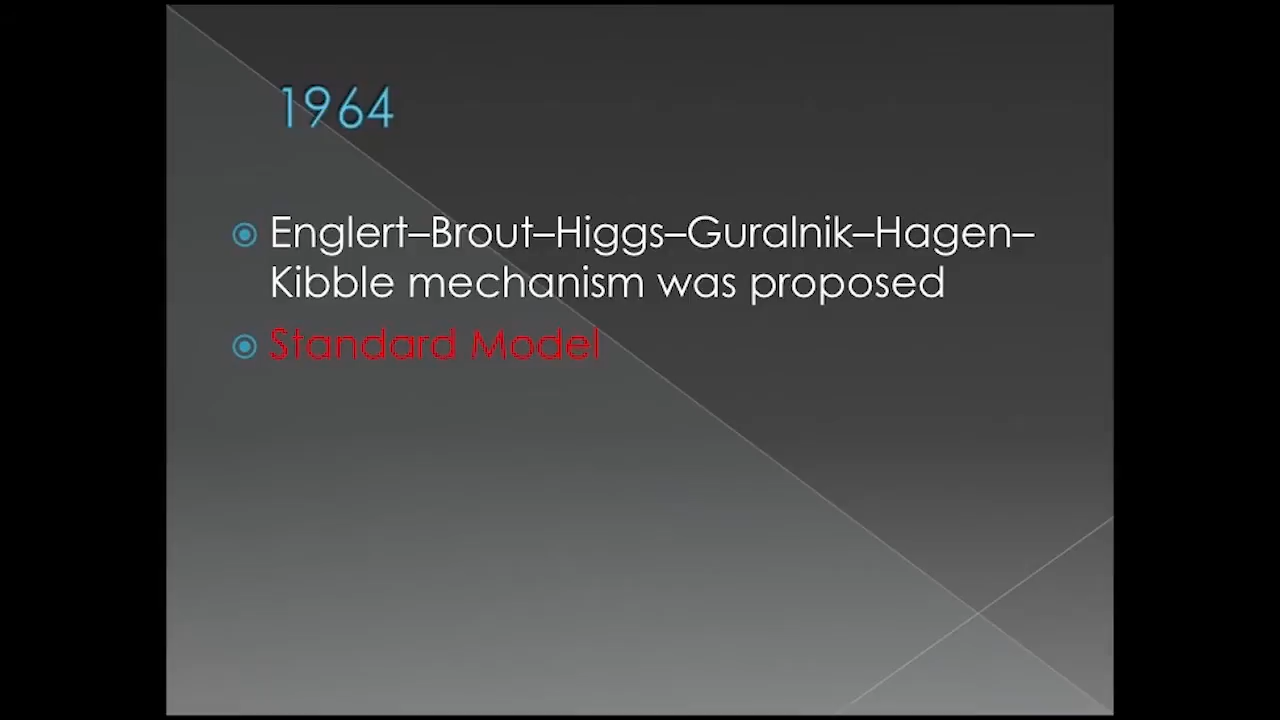 1964
Englert–Brout–Higgs–Guralnik–Hagen–
Kibble mechanism was proposed
Standard Model